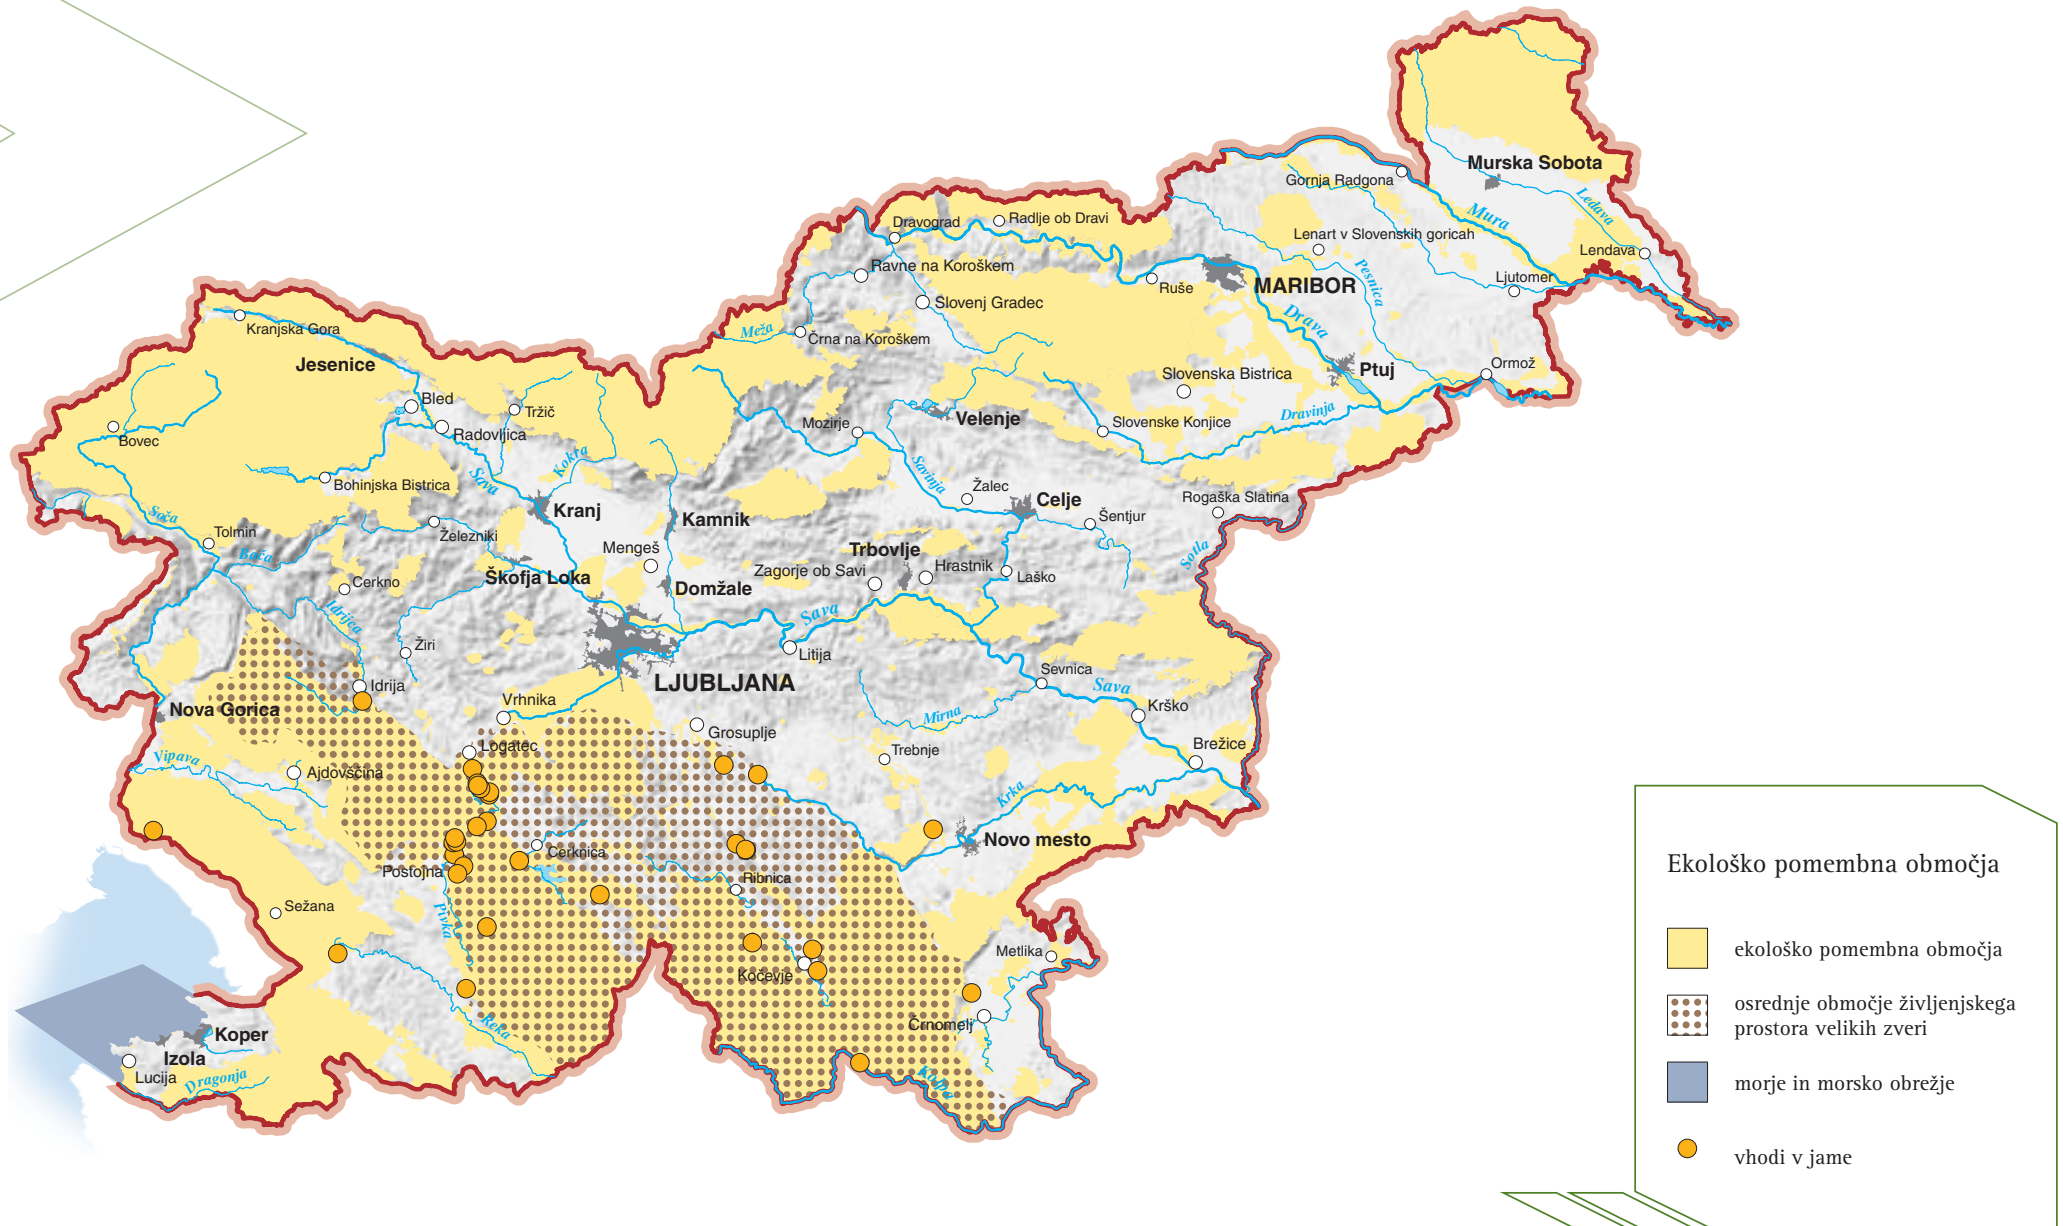 Murska Sobota
Gornja Radgona
Mura
Ledava
Dravograd
Radlje ob Dravi
Lenart v Slovenskih goricah
Lendava
Ravne na Koroškem
Pesnica
Ljutomer
Ruše
MARIBOR
Slovenj Gradec
Drava
Kranjska Gora
Meža
Črna na Koroškem
Jesenice
Ormož
Ptuj
Slovenska Bistrica
Bled
Tržič
Velenje
Dravinja
Mozirje
Slovenske Konjice
Bovec
Radovljica
Kokra
Sava
Savinja
Bohinjska Bistrica
Žalec
Rogaška Slatina
Celje
Kranj
Soča
Kamnik
Šentjur
Tolmin
Železniki
Mengeš
Trbovlje
Sotla
Bača
Hrastnik
Zagorje ob Savi
Škofja Loka
Laško
Cerkno
Domžale
Idrijca
Sava
Žiri
Litija
Sevnica
Idrija
LJUBLJANA
Sava
Vrhnika
Krško
Nova Gorica
Mirna
Grosuplje
Logatec
Brežice
Trebnje
Vipava
Ajdovščina
Krka
Novo mesto
Cerknica
Postojna
Ribnica
Sežana
Pivka
Metlika
Kočevje
Črnomelj
Reka
Koper
Izola
Lucija
Dragonja
Kolpa
Ekološko pomembna območja
ekološko pomembna območja
osrednje območje življenjskega
prostora velikih zveri
morje in morsko obrežje
vhodi v jame